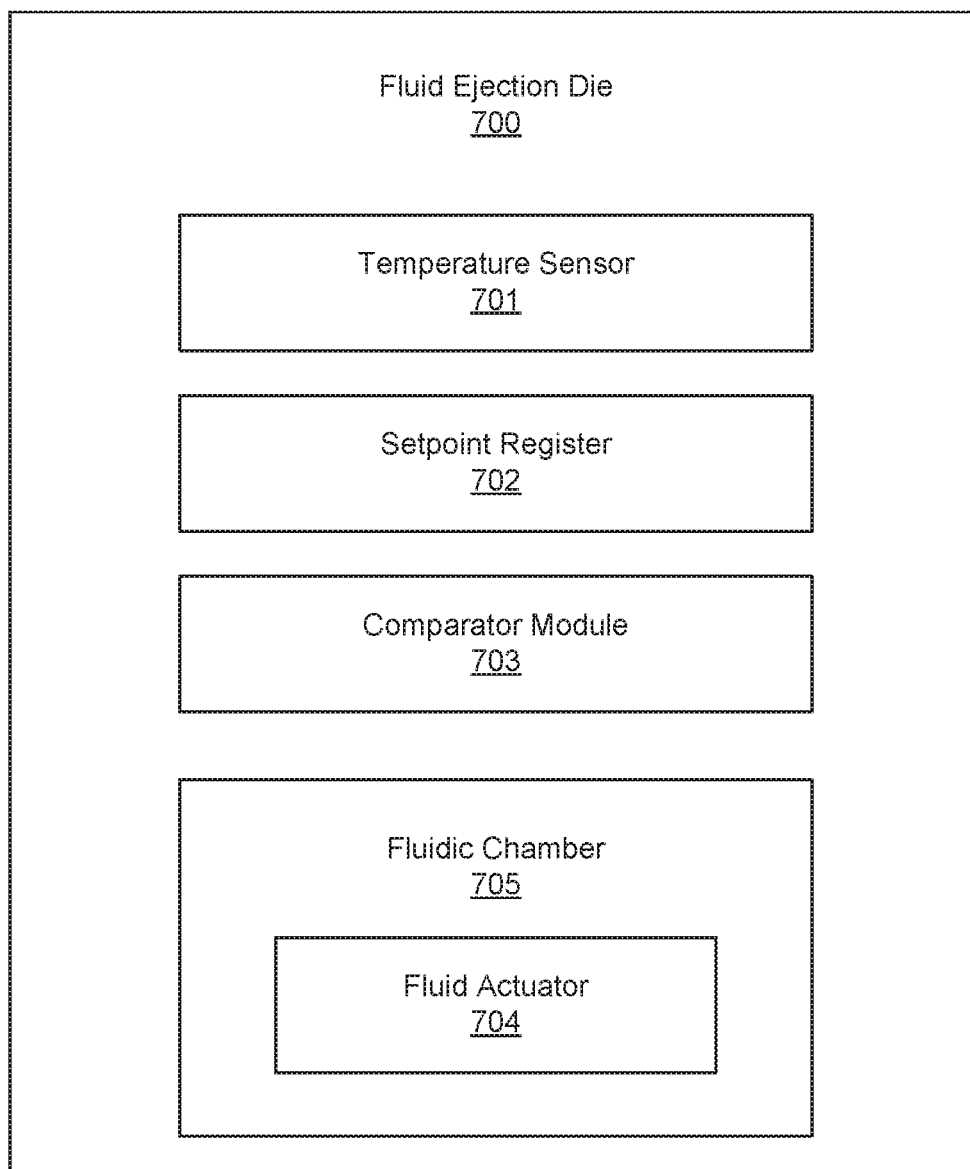 Fluid Ejection Die
700
Temperature Sensor
701
Setpoint Register
702
Comparator Module
703
Fluidic Chamber
705
Fluid Actuator
704